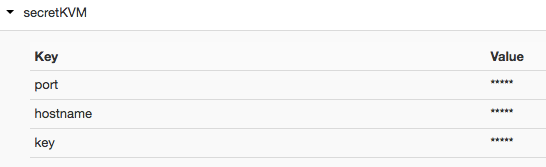 secretKVM
Key Value
port *****
hostname *****
key *****